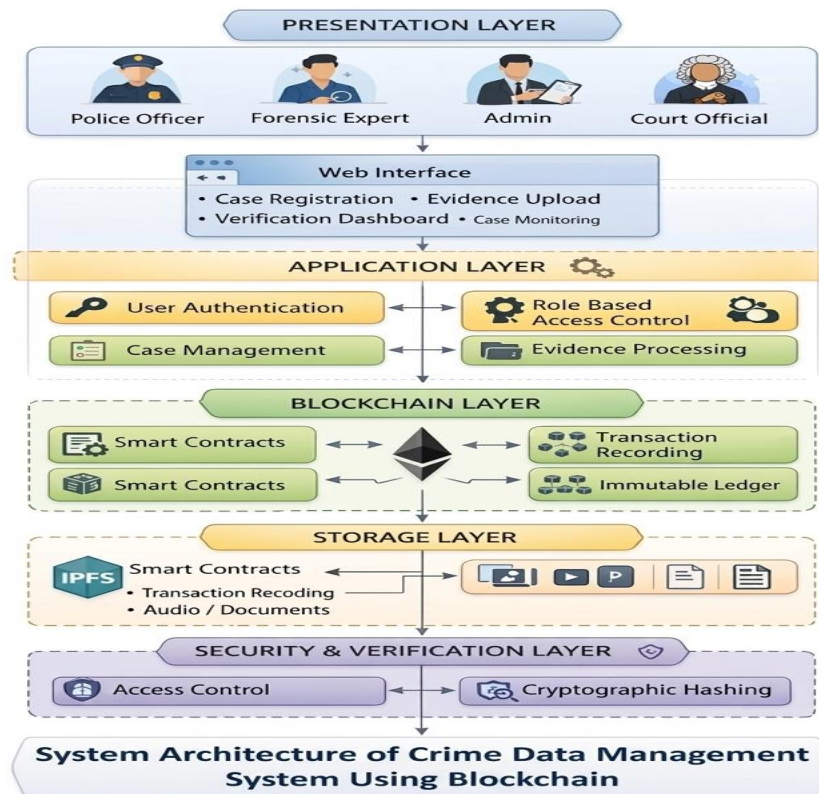 PRESENTATION LAYER
Police Officer
Forensic Expert
Admin
Court Official
Web Interface
• Case Registration • Evidence Upload
• Verification Dashboard • Case Monitoring
APPLICATION LAYER
User Authentication
Role Based
Access Control
Case Management
Evidence Processing
BLOCKCHAIN LAYER
Smart Contracts
Transaction
Recording
Smart Contracts
Immutable Ledger
STORAGE LAYER
IPFS
Smart Contracts
• Transaction Recoding
• Audio / Documents
P
SECURITY & VERIFICATION LAYER
Access Control
Cryptographic Hashing
System Architecture of Crime Data Management
System Using Blockchain